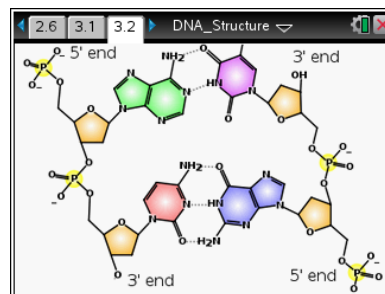 2.6 3.1 3.2 DNA_Structure
5' end 3' end
O⁻ P O⁻ O
NH₂ O
N N HN OH
N N N O
O O O
O O
O P O⁻ O O P O⁻
NH₂ O
N HN N
O N N N
O H₂N O
O O
3' end 5' end
O P O⁻ O⁻